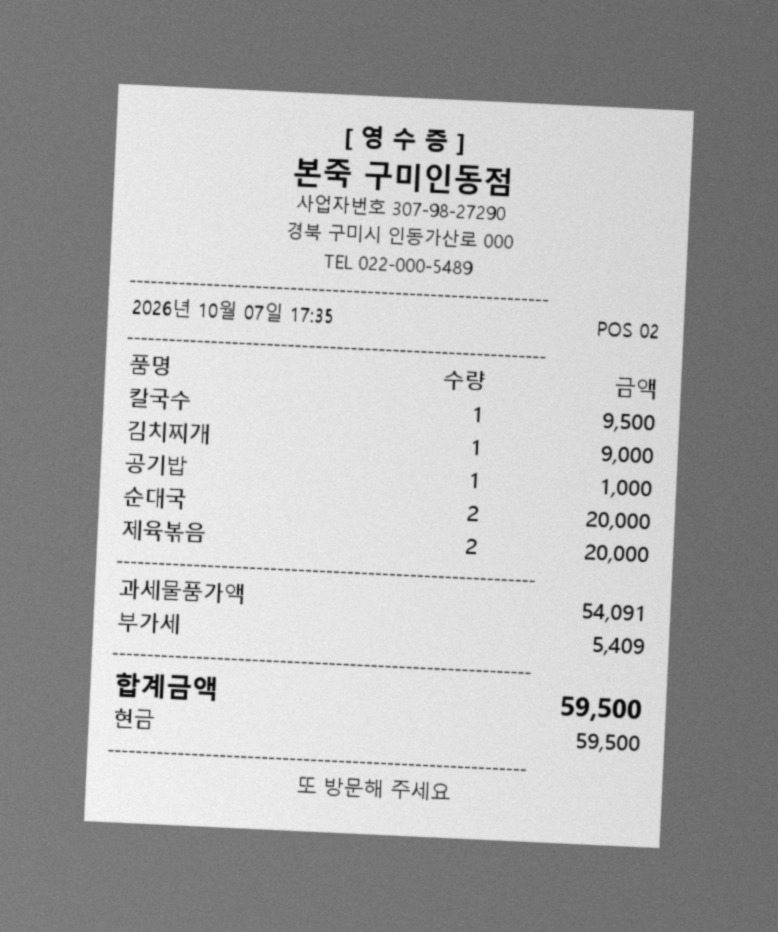 [ 영 수 증 ]
본죽 구미인동점
사업자번호 307-98-27290
경북 구미시 인동가산로 000
TEL 022-000-5489
2026년 10월 07일 17:35 POS 02
품명 수량 금액
칼국수 1 9,500
김치찌개 1 9,000
공기밥 1 1,000
순대국 2 20,000
제육볶음 2 20,000
과세물품가액 54,091
부가세 5,409
합계금액 59,500
현금 59,500
또 방문해 주세요